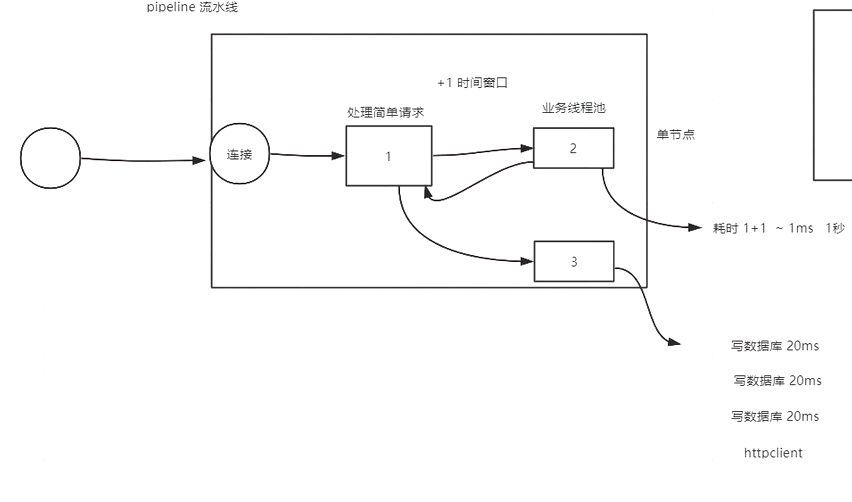 pipeline 流水线
+1 时间窗口
处理简单请求
业务线程池
单节点
连接
1
2
耗时 1+1 ~ 1ms 1秒
3
写数据库 20ms
写数据库 20ms
写数据库 20ms
httpclient